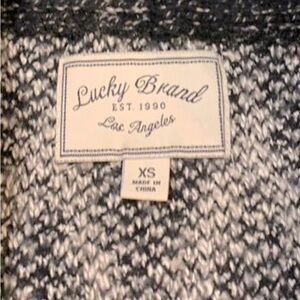 Lucky Brand
EST. 1990
Los Angeles
XS
MADE IN
CHINA